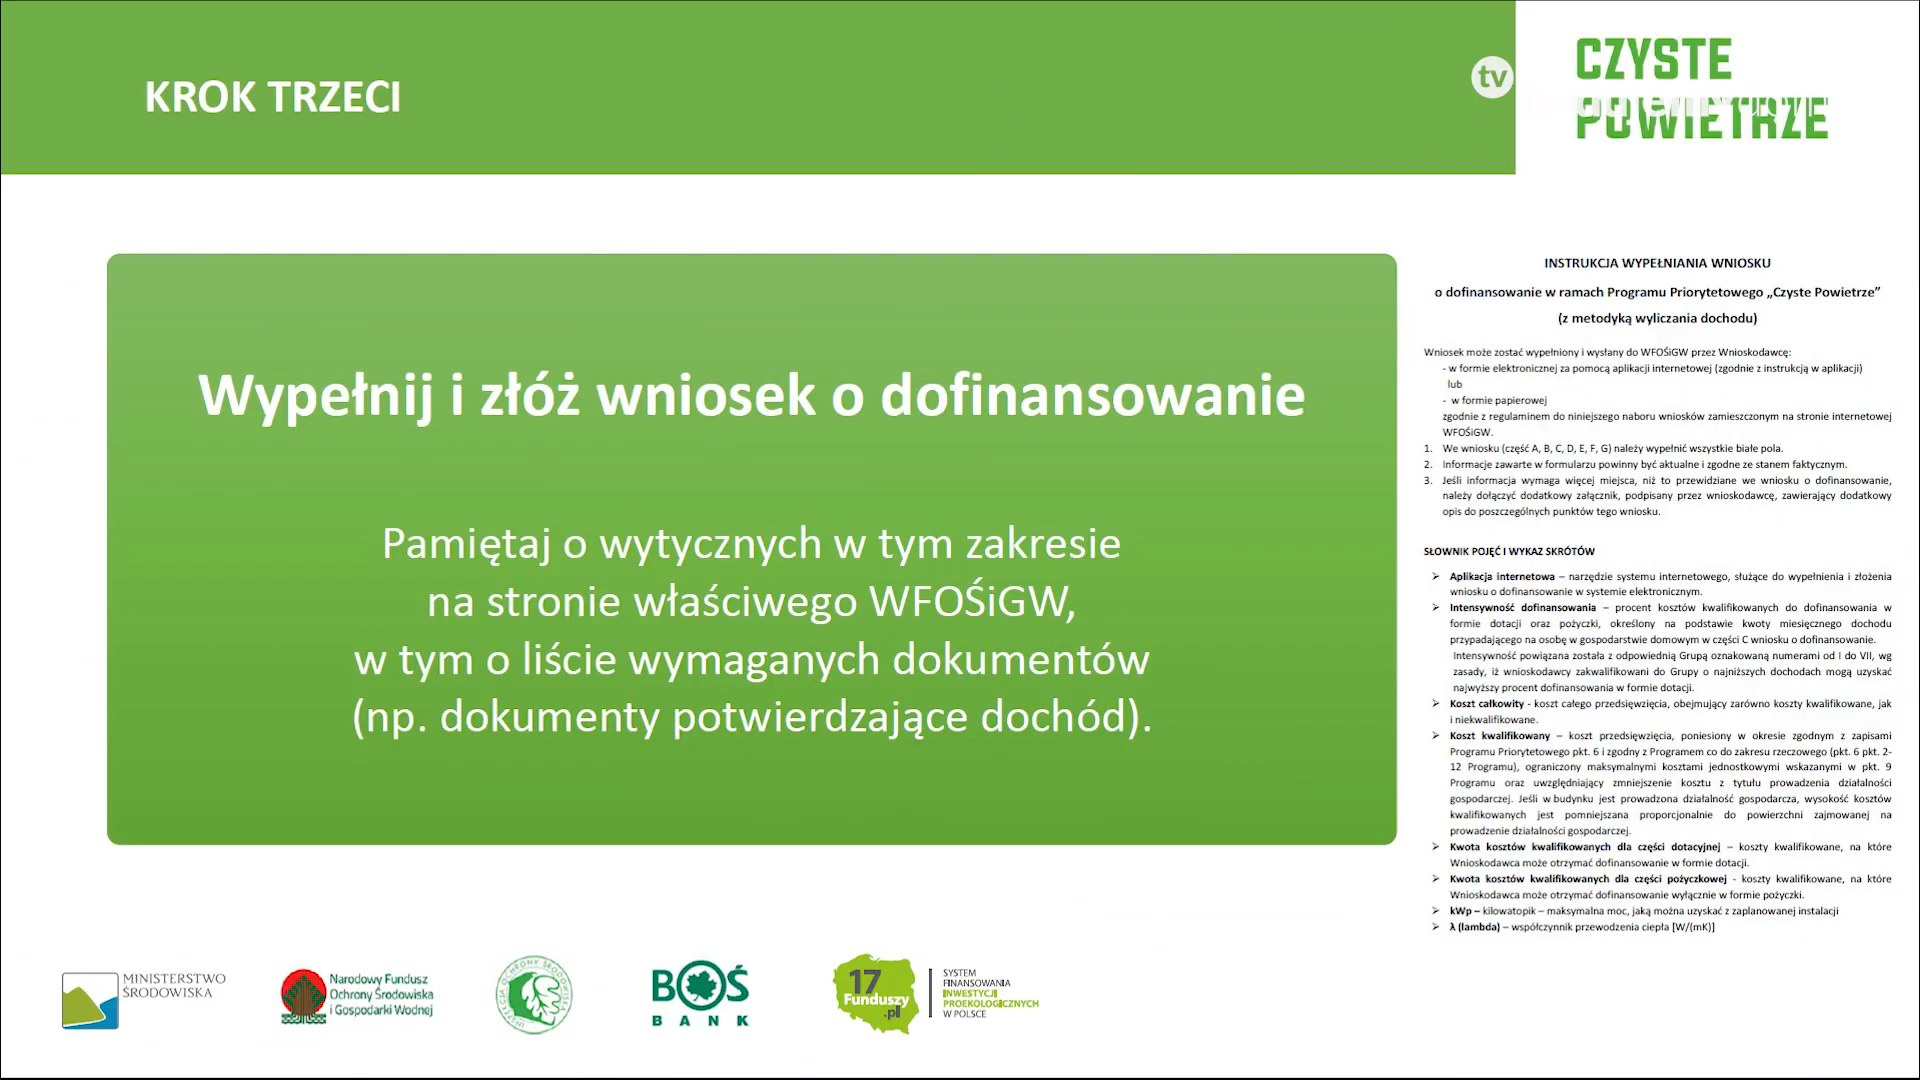 KROK TRZECI
tv
CZYSTE
POWIETRZE
Wypełnij i złóż wniosek o dofinansowanie
Pamiętaj o wytycznych w tym zakresie
na stronie właściwego WFOŚiGW,
w tym o liście wymaganych dokumentów
(np. dokumenty potwierdzające dochód).
INSTRUKCJA WYPEŁNIANIA WNIOSKU
o dofinansowanie w ramach Programu Priorytetowego „Czyste Powietrze”
(z metodyką wyliczania dochodu)
Wniosek może zostać wypełniony i wysłany do WFOŚiGW przez Wnioskodawcę:
- w formie elektronicznej za pomocą aplikacji internetowej (zgodnie z instrukcją w aplikacji)
lub
- w formie papierowej
zgodnie z regulaminem do niniejszego naboru wniosków zamieszczonym na stronie internetowej
WFOŚiGW.
1. We wniosku (część A, B, C, D, E, F, G) należy wypełnić wszystkie białe pola.
2. Informacje zawarte w formularzu powinny być aktualne i zgodne ze stanem faktycznym.
3. Jeśli informacja wymaga więcej miejsca, niż to przewidziane we wniosku o dofinansowanie,
należy dołączyć dodatkowy załącznik, podpisany przez wnioskodawcę, zawierający dodatkowy
opis do poszczególnych punktów tego wniosku.
SŁOWNIK POJĘĆ I WYKAZ SKRÓTÓW
➢ Aplikacja internetowa – narzędzie systemu internetowego, służące do wypełnienia i złożenia
wniosku o dofinansowanie w systemie elektronicznym.
➢ Intensywność dofinansowania – procent kosztów kwalifikowanych do dofinansowania w
formie dotacji oraz pożyczki, określony na podstawie kwoty miesięcznego dochodu
przypadającego na osobę w gospodarstwie domowym w części C wniosku o dofinansowanie.
Intensywność powiązana została z odpowiednią Grupą oznakowaną numerami od I do VII, wg
zasady, iż wnioskodawcy zakwalifikowani do Grupy o najniższych dochodach mogą uzyskać
najwyższy procent dofinansowania w formie dotacji.
➢ Koszt całkowity - koszt całego przedsięwzięcia, obejmujący zarówno koszty kwalifikowane, jak
i niekwalifikowane.
➢ Koszt kwalifikowany – koszt przedsięwzięcia, poniesiony w okresie zgodnym z zapisami
Programu Priorytetowego pkt. 6 i zgodny z Programem co do zakresu rzeczowego (pkt. 6 pkt. 2-
12 Programu), ograniczony maksymalnymi kosztami jednostkowymi wskazanymi w pkt. 9
Programu oraz uwzględniający zmniejszenie kosztu z tytułu prowadzenia działalności
gospodarczej. Jeśli w budynku jest prowadzona działalność gospodarcza, wysokość kosztów
kwalifikowanych jest pomniejszana proporcjonalnie do powierzchni zajmowanej na
prowadzenie działalności gospodarczej.
➢ Kwota kosztów kwalifikowanych dla części dotacyjnej – koszty kwalifikowane, na które
Wnioskodawca może otrzymać dofinansowanie w formie dotacji.
➢ Kwota kosztów kwalifikowanych dla części pożyczkowej - koszty kwalifikowane, na które
Wnioskodawca może otrzymać dofinansowanie wyłącznie w formie pożyczki.
➢ kWp – kilowatopik – maksymalna moc, jaką można uzyskać z zaplanowanej instalacji
➢ λ (lambda) – współczynnik przewodzenia ciepła [W/(mK)]
MINISTERSTWO
ŚRODOWISKA
Narodowy Fundusz
Ochrony Środowiska
i Gospodarki Wodnej
INSPEKCJA OCHRONY ŚRODOWISKA
BOŚ
BANK
17
Funduszy
.pl
SYSTEM
FINANSOWANIA
INWESTYCJI
PROEKOLOGICZNYCH
W POLSCE